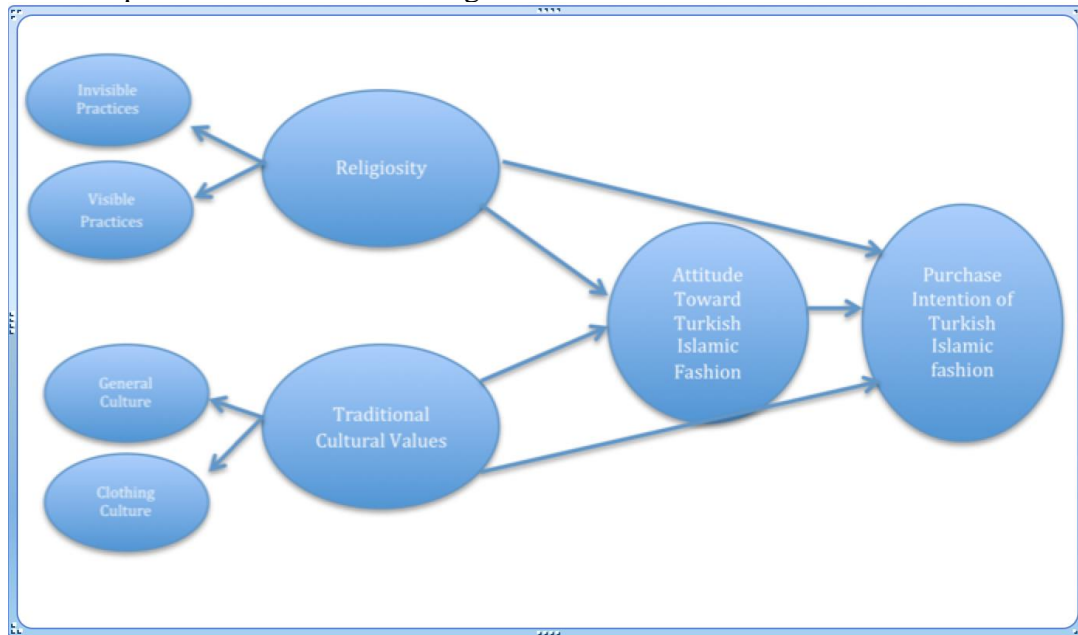 Invisible
Practices
Visible
Practices
Religiosity
General
Culture
Clothing
Culture
Traditional
Cultural Values
Attitude
Toward
Turkish
Islamic
Fashion
Purchase
Intention of
Turkish
Islamic
fashion